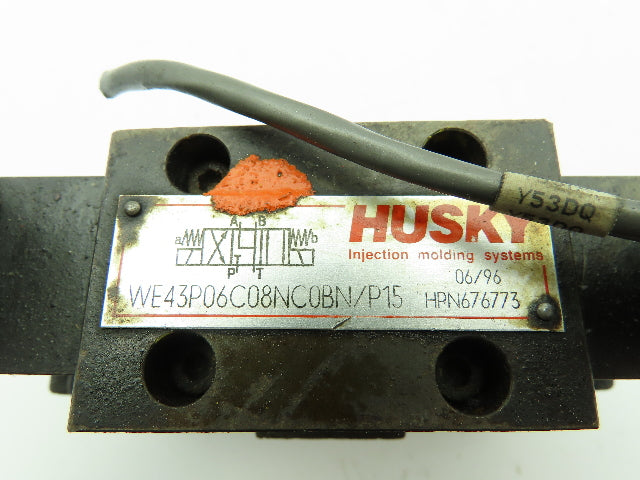 Y53DQ
A B
a b
P T
HUSKY
Injection molding systems
06/96
WE43P06C08NC0BN/P15 HPN676773